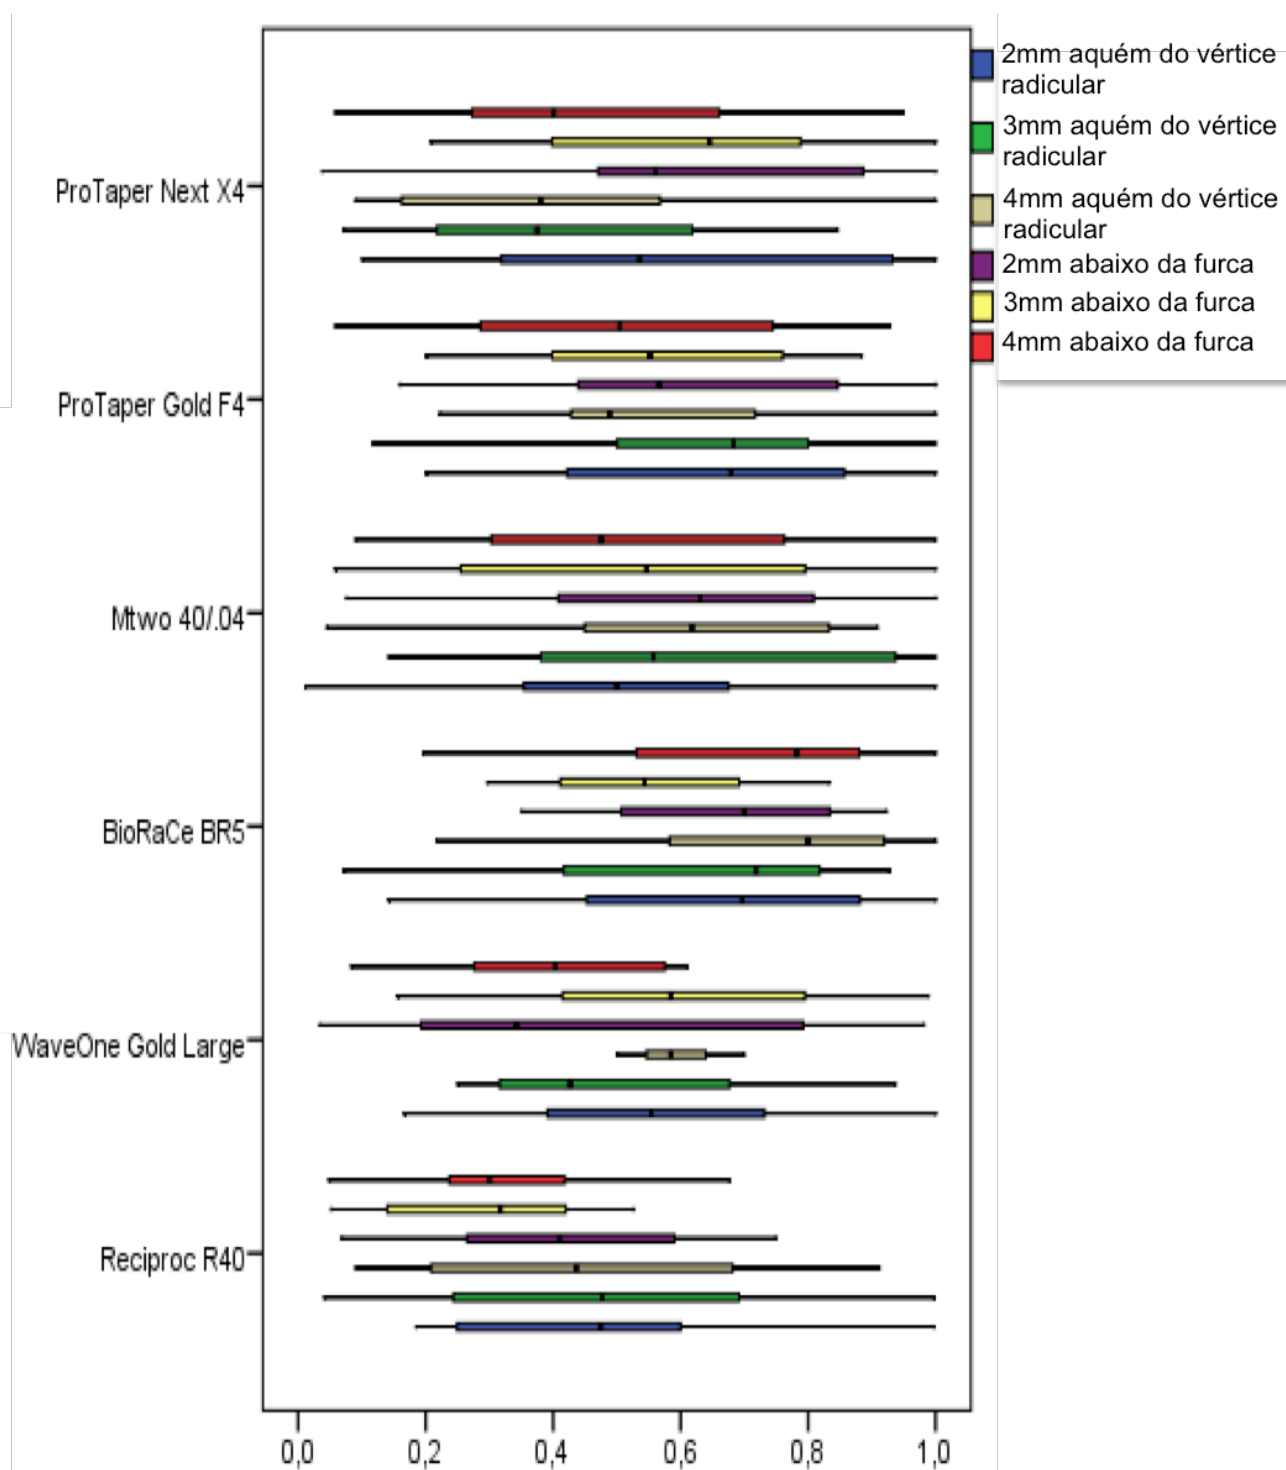 2mm aquém do vértice
radicular
3mm aquém do vértice
radicular
4mm aquém do vértice
radicular
2mm abaixo da furca
3mm abaixo da furca
4mm abaixo da furca
ProTaper Next X4
ProTaper Gold F4
Mtwo 40/.04
BioRaCe BR5
WaveOne Gold Large
Reciproc R40
0,0 0,2 0,4 0,6 0,8 1,0